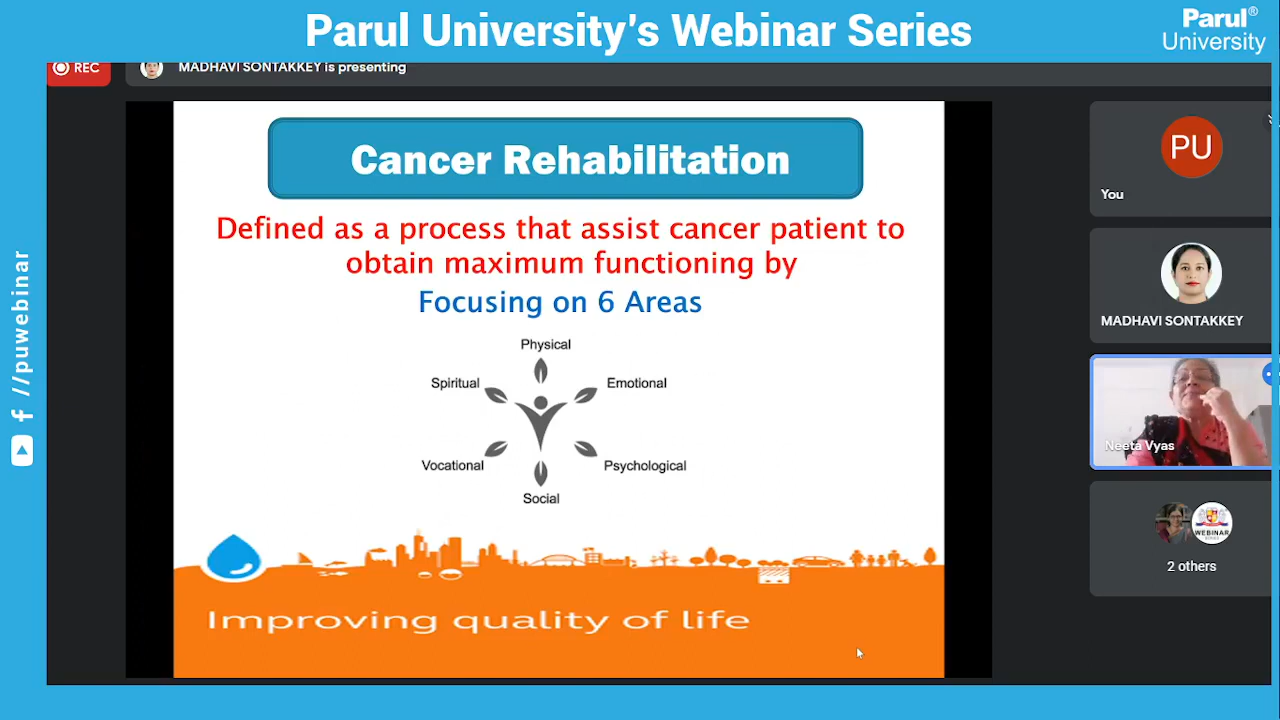 Parul University's Webinar Series
Parul®
University
REC
MADHAVI SONTAKKEY is presenting
Cancer Rehabilitation
Defined as a process that assist cancer patient to
obtain maximum functioning by
Focusing on 6 Areas
Physical
Spiritual
Emotional
Vocational
Psychological
Social
Improving quality of life
PU
You
MADHAVI SONTAKKEY
Neeta Vyas
WEBINAR
2 others
//puwebinar